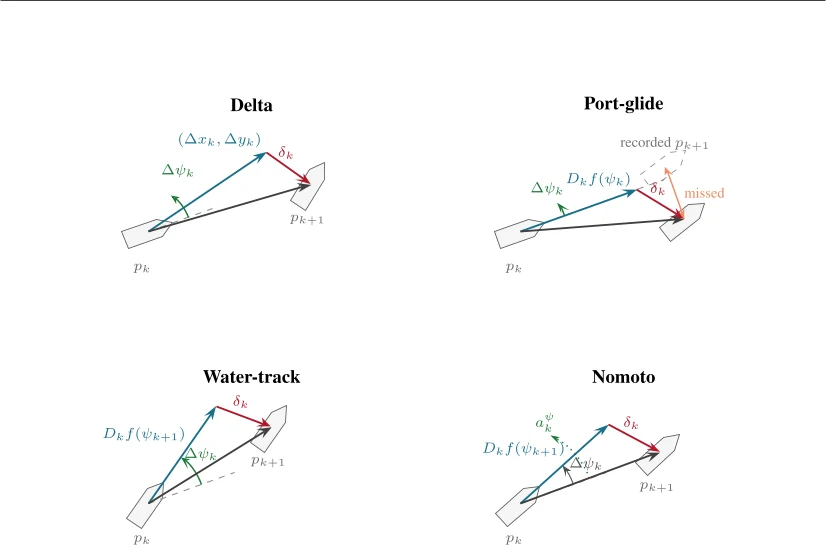 Delta
(Δx_k, Δy_k)
δ_k
Δψ_k
p_{k+1}
p_k
Port-glide
recorded p_{k+1}
D_k f(ψ_k)
δ_k
Δψ_k
missed
p_k
Water-track
δ_k
D_k f(ψ_{k+1})
Δψ_k
p_{k+1}
p_k
Nomoto
a_k^ψ
δ_k
D_k f(ψ_{k+1})
Δψ_k
p_{k+1}
p_k